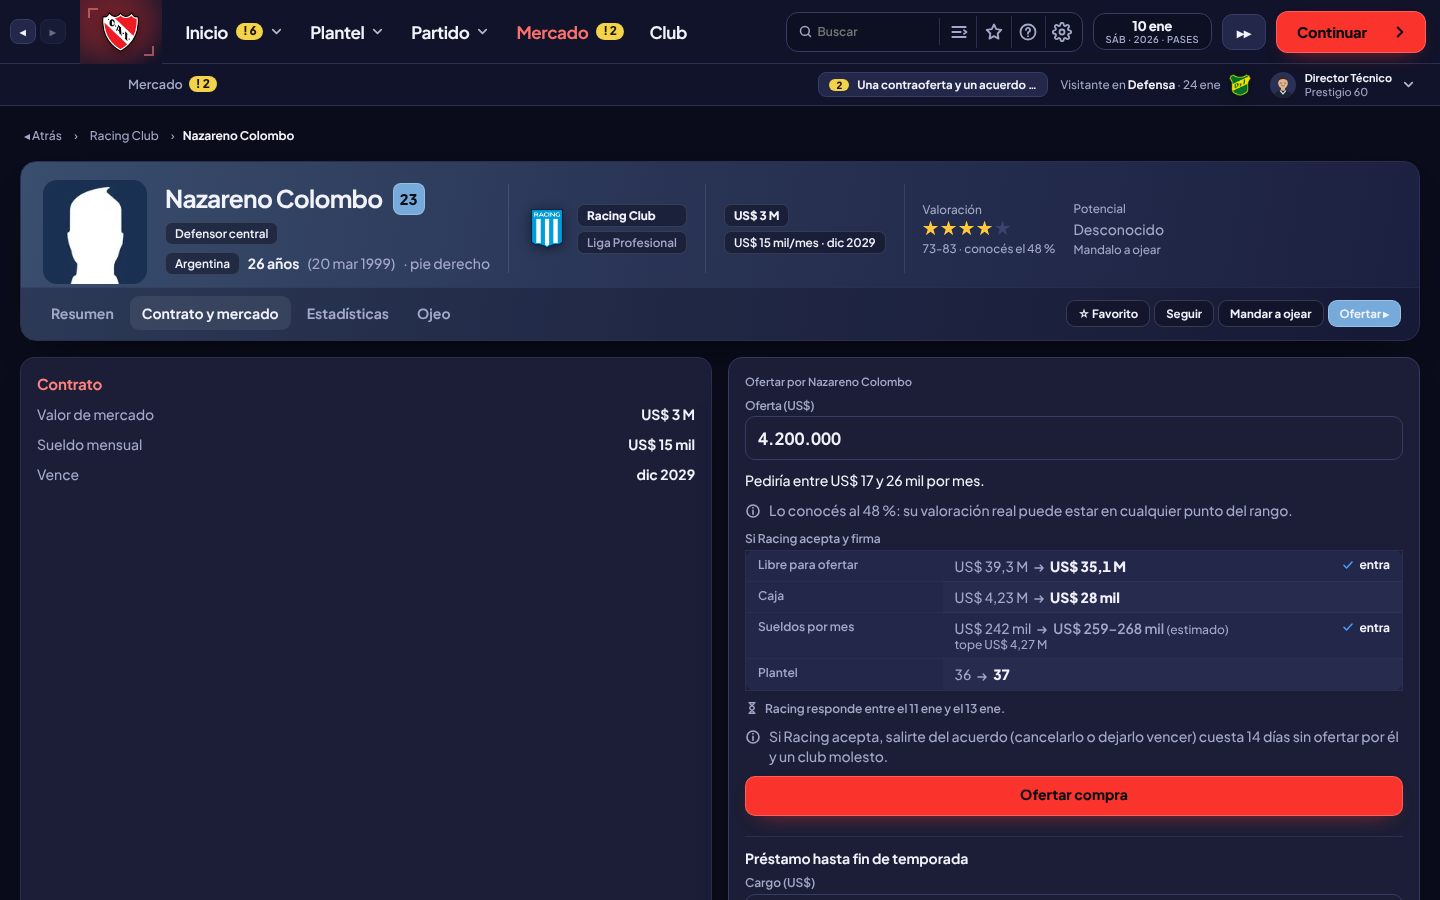 Inicio ! 6
Plantel
Partido
Mercado ! 2
Club
Buscar
10 ene
SÁB · 2026 · PASES
Continuar
Mercado ! 2
2 Una contraoferta y un acuerdo ...
Visitante en Defensa · 24 ene
Director Técnico
Prestigio 60
Atrás › Racing Club › Nazareno Colombo
Nazareno Colombo 23
Defensor central
Argentina 26 años (20 mar 1999) · pie derecho
RACING
Racing Club
Liga Profesional
US$ 3 M
US$ 15 mil/mes · dic 2029
Valoración
73–83 · conocés el 48 %
Potencial
Desconocido
Mandalo a ojear
Resumen
Contrato y mercado
Estadísticas
Ojeo
Favorito
Seguir
Mandar a ojear
Ofertar
Contrato
Valor de mercado US$ 3 M
Sueldo mensual US$ 15 mil
Vence dic 2029
Ofertar por Nazareno Colombo
Oferta (US$)
4.200.000
Pediría entre US$ 17 y 26 mil por mes.
Lo conocés al 48 %: su valoración real puede estar en cualquier punto del rango.
Si Racing acepta y firma
Libre para ofertar US$ 39,3 M → US$ 35,1 M ✓ entra
Caja US$ 4,23 M → US$ 28 mil
Sueldos por mes US$ 242 mil → US$ 259–268 mil (estimado) ✓ entra
tope US$ 4,27 M
Plantel 36 → 37
Racing responde entre el 11 ene y el 13 ene.
Si Racing acepta, salirte del acuerdo (cancelarlo o dejarlo vencer) cuesta 14 días sin ofertar por él
y un club molesto.
Ofertar compra
Préstamo hasta fin de temporada
Cargo (US$)